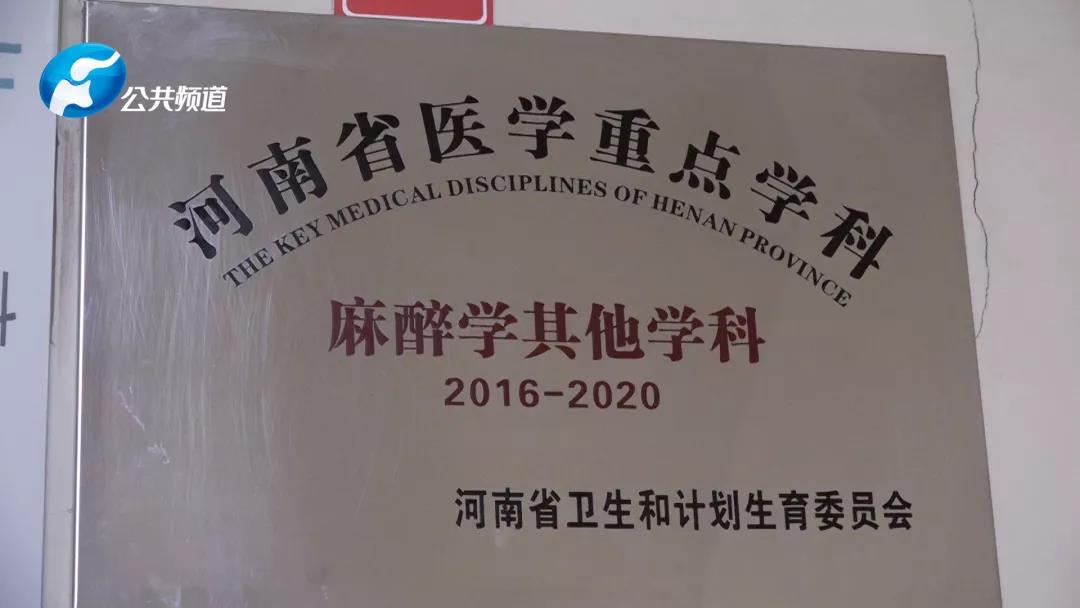 公共频道
河南省医学重点学科
THE KEY MEDICAL DISCIPLINES OF HENAN PROVINCE
麻醉学其他学科
2016-2020
河南省卫生和计划生育委员会